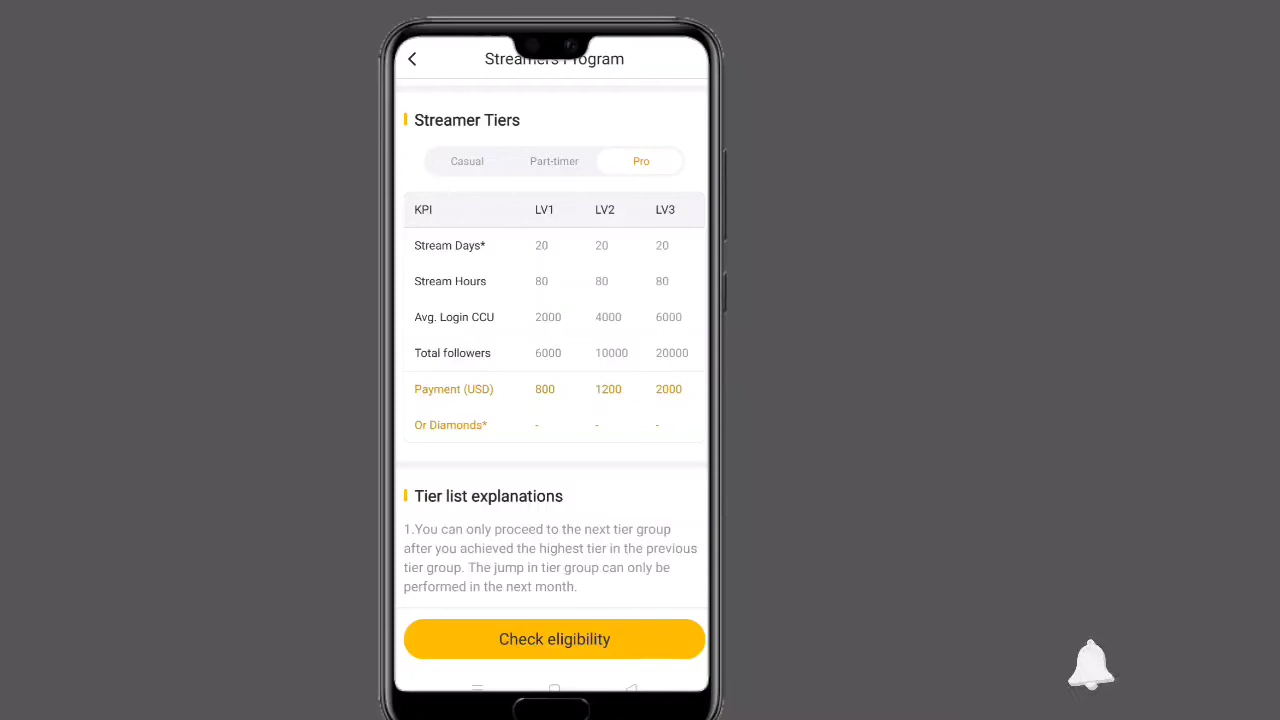 Streamers Program
Streamer Tiers
Casual Part-timer Pro
KPI LV1 LV2 LV3
Stream Days* 20 20 20
Stream Hours 80 80 80
Avg. Login CCU 2000 4000 6000
Total followers 6000 10000 20000
Payment (USD) 800 1200 2000
Or Diamonds* - - -
Tier list explanations
1.You can only proceed to the next tier group
after you achieved the highest tier in the previous
tier group. The jump in tier group can only be
performed in the next month.
Check eligibility